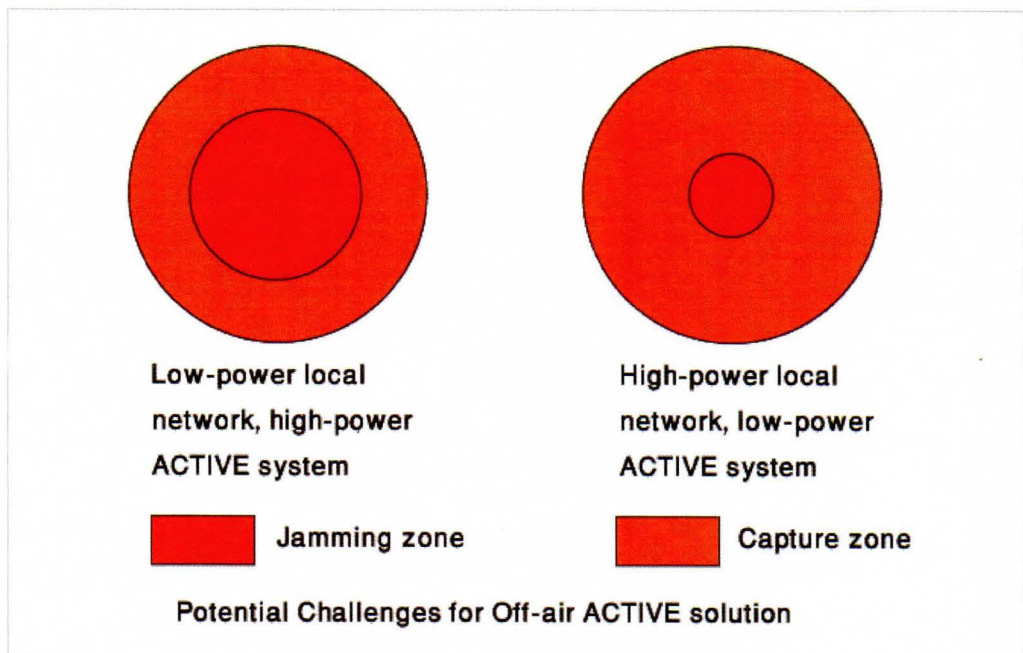 Low-power local
network, high-power
ACTIVE system
High-power local
network, low-power
ACTIVE system
Jamming zone
Capture zone
Potential Challenges for Off-air ACTIVE solution